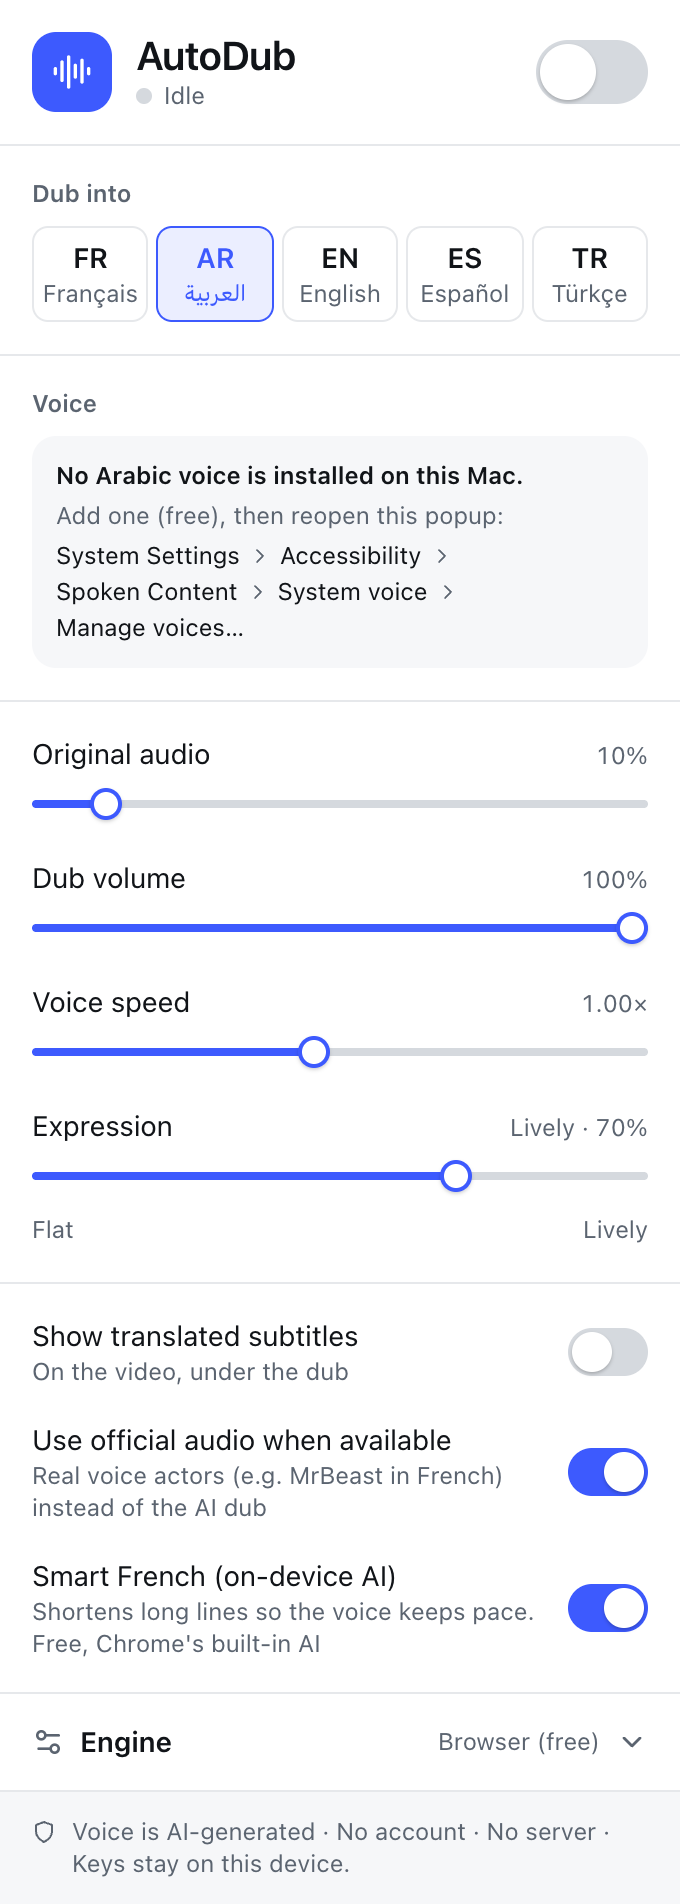 AutoDub
Idle
Dub into
FR
Français
AR
العربية
EN
English
ES
Español
TR
Türkçe
Voice
No Arabic voice is installed on this Mac.
Add one (free), then reopen this popup:
System Settings > Accessibility >
Spoken Content > System voice >
Manage voices...
Original audio 10%
Dub volume 100%
Voice speed 1.00×
Expression Lively · 70%
Flat Lively
Show translated subtitles
On the video, under the dub
Use official audio when available
Real voice actors (e.g. MrBeast in French)
instead of the AI dub
Smart French (on-device AI)
Shortens long lines so the voice keeps pace.
Free, Chrome's built-in AI
Engine Browser (free)
Voice is AI-generated · No account · No server ·
Keys stay on this device.